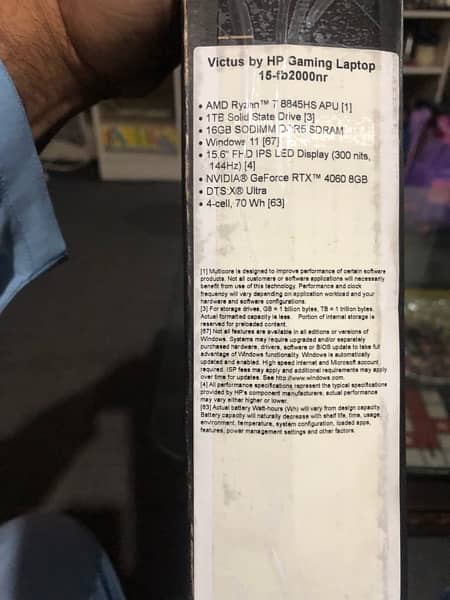 Victus by HP Gaming Laptop
15-fb2000nr
• AMD Ryzen™ 7 8845HS APU [1]
• 1TB Solid State Drive [3]
• 16GB SODIMM DDR5 SDRAM
• Windows 11 [67]
• 15.6" FHD IPS LED Display (300 nits,
144Hz) [4]
• NVIDIA® GeForce RTX™ 4060 8GB
• DTS:X® Ultra
• 4-cell, 70 Wh [63]
[1] Multicore is designed to improve performance of certain software
products. Not all customers or software applications will necessarily
benefit from use of this technology. Performance and clock
frequency will vary depending on application workload and your
hardware and software configurations.
[3] For storage drives, GB = 1 billion bytes, TB = 1 trillion bytes.
Actual formatted capacity is less. Portion of internal storage is
reserved for preloaded content.
[67] Not all features are available in all editions or versions of
Windows. Systems may require upgraded and/or separately
purchased hardware, drivers, software or BIOS update to take full
advantage of Windows functionality. Windows is automatically
updated and enabled. High speed internet and Microsoft account
required. ISP fees may apply and additional requirements may apply
over time for updates. See http://www.windows.com.
[4] All performance specifications represent the typical specifications
provided by HP's component manufacturers; actual performance
may vary either higher or lower.
[63] Actual battery Watt-hours (Wh) will vary from design capacity.
Battery capacity will naturally decrease with shelf life, time, usage,
environment, temperature, system configuration, loaded apps,
features, power management settings and other factors.